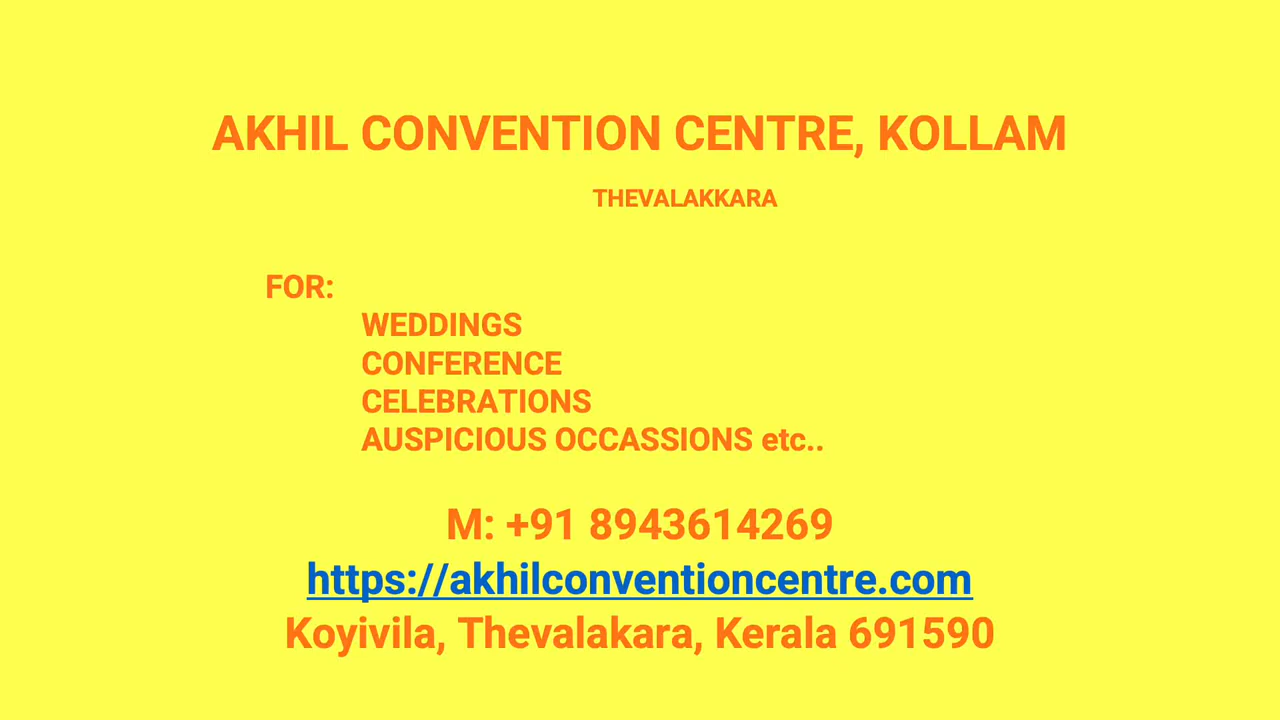 AKHIL CONVENTION CENTRE, KOLLAM
THEVALAKKARA
FOR:
WEDDINGS
CONFERENCE
CELEBRATIONS
AUSPICIOUS OCCASSIONS etc..
M: +91 8943614269
https://akhilconventioncentre.com
Koyivila, Thevalakara, Kerala 691590